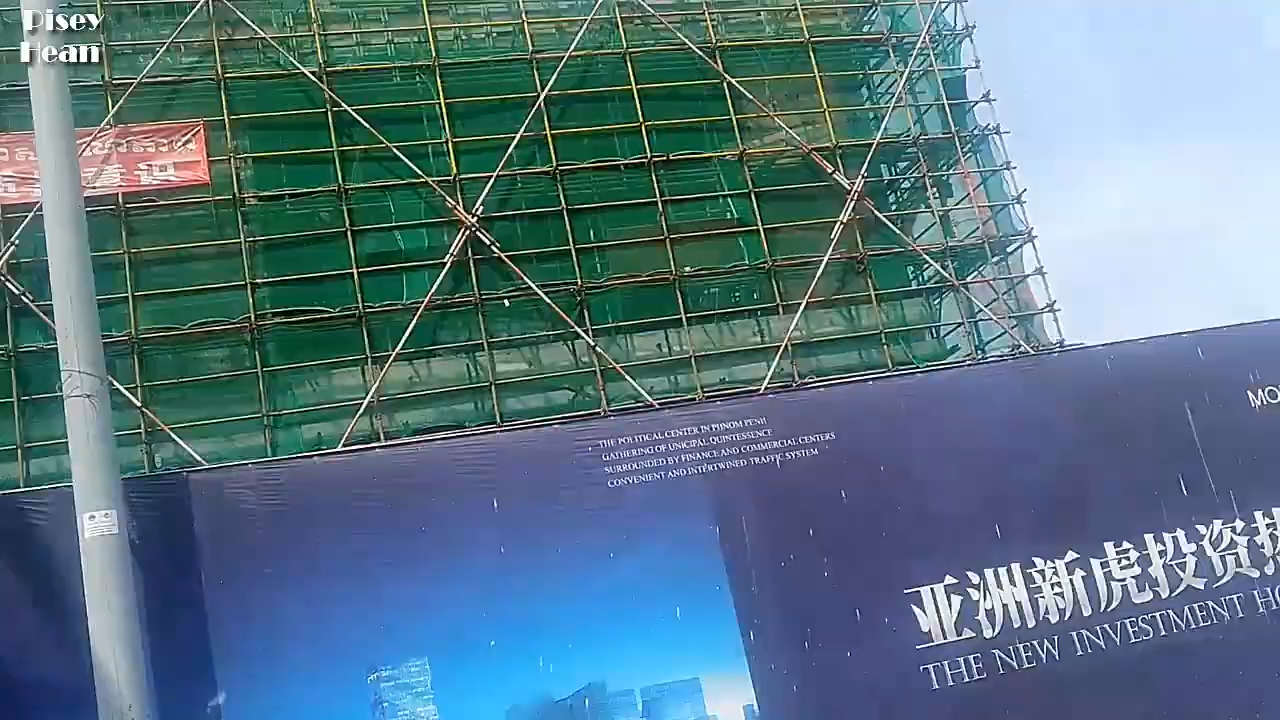 Pisey
Hean
THE POLITICAL CENTER IN PHNOM PENH
GATHERING OF UNICIPAL QUINTESSENCE
SURROUNDED BY FINANCE AND COMMERCIAL CENTERS
CONVENIENT AND INTERTWINED TRAFFIC SYSTEM
亚洲新虎投资热
THE NEW INVESTMENT